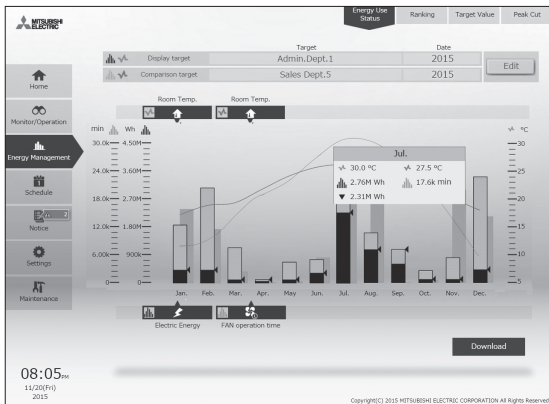 MITSUBISHI ELECTRIC
Energy Use Status
Ranking
Target Value
Peak Cut
Target
Date
Display target
Admin.Dept.1
2015
Comparison target
Sales Dept.5
2015
Edit
Home
Monitor/Operation
Energy Management
Schedule
Notice
2
Settings
Maintenance
Room Temp.
Room Temp.
min
Wh
°C
30.0k
4.50M
30
24.0k
3.60M
25
18.0k
2.70M
20
12.0k
1.80M
15
6.00k
900k
10
0
0
5
Jul.
30.0 °C
27.5 °C
2.76M Wh
17.6k min
2.31M Wh
Jan.
Feb.
Mar.
Apr.
May
Jun.
Jul.
Aug.
Sep.
Oct.
Nov.
Dec.
Electric Energy
FAN operation time
Download
08:05PM
11/20(Fri)
2015
Copyright(C) 2015 MITSUBISHI ELECTRIC CORPORATION All Rights Reserved